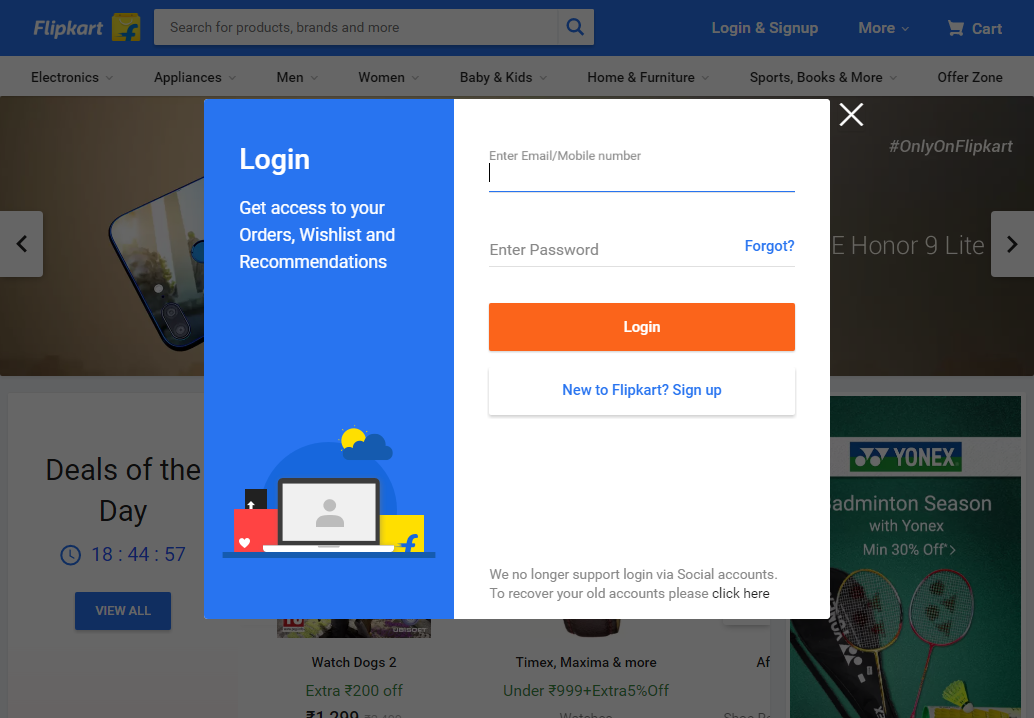 Flipkart
Search for products, brands and more
Login & Signup
More
Cart
Electronics
Appliances
Men
Women
Baby & Kids
Home & Furniture
Sports, Books & More
Offer Zone
#OnlyOnFlipkart
Honor 9 Lite
Login
Get access to your
Orders, Wishlist and
Recommendations
Enter Email/Mobile number
Enter Password
Forgot?
Login
New to Flipkart? Sign up
We no longer support login via Social accounts.
To recover your old accounts please click here
Deals of the
Day
18 : 44 : 57
VIEW ALL
UBISOFT
Watch Dogs 2
Extra ₹200 off
₹1,299
Timex, Maxima & more
Under ₹999+Extra5%Off
Watches
YONEX
adminton Season
with Yonex
Min 30% Off*